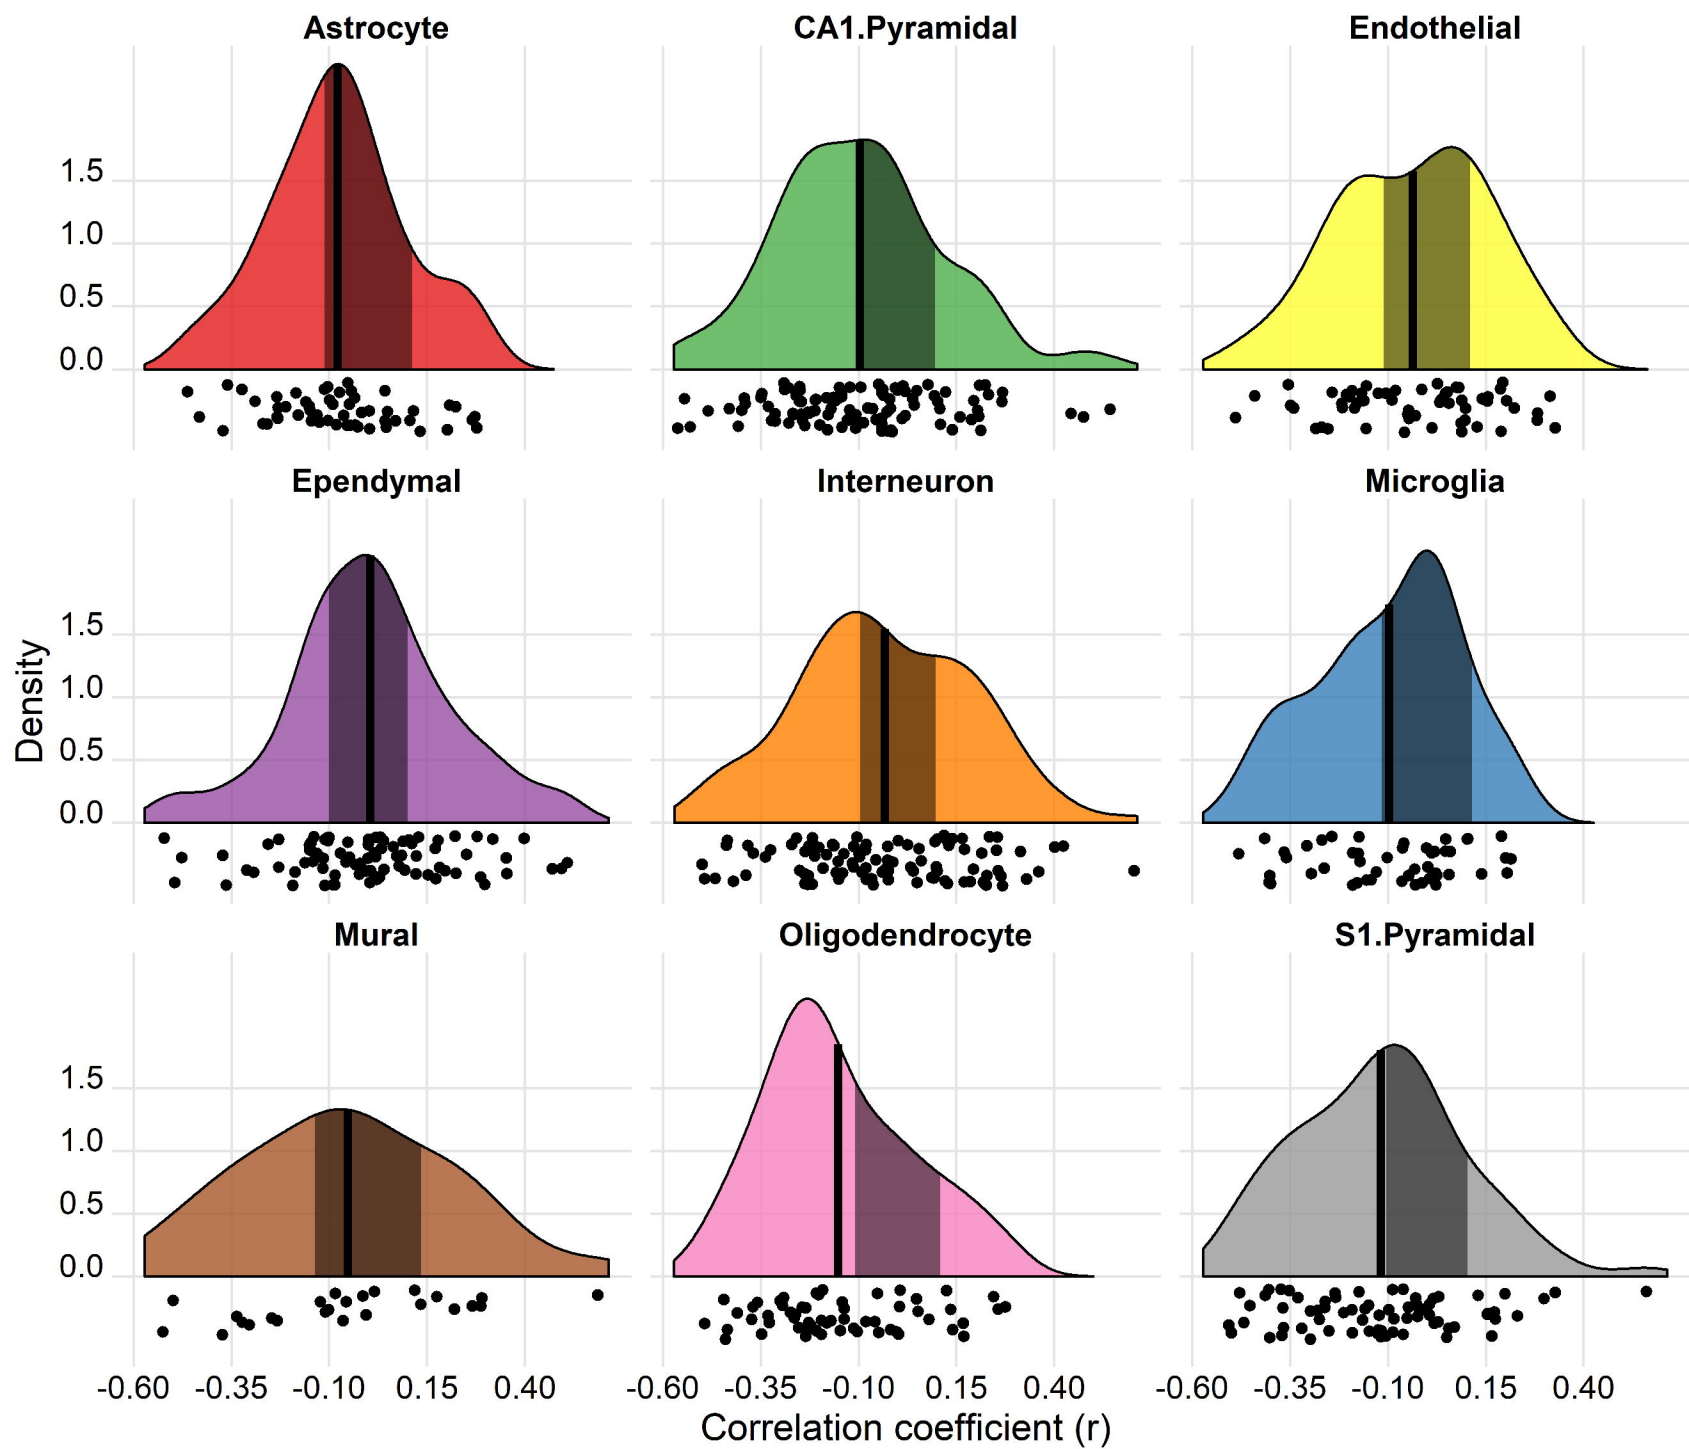 Astrocyte CA1.Pyramidal Endothelial
1.5
1.0
0.5
0.0
Ependymal Interneuron Microglia
Density
1.5
1.0
0.5
0.0
Mural Oligodendrocyte S1.Pyramidal
1.5
1.0
0.5
0.0
-0.60 -0.35 -0.10 0.15 0.40 -0.60 -0.35 -0.10 0.15 0.40 -0.60 -0.35 -0.10 0.15 0.40
Correlation coefficient (r)